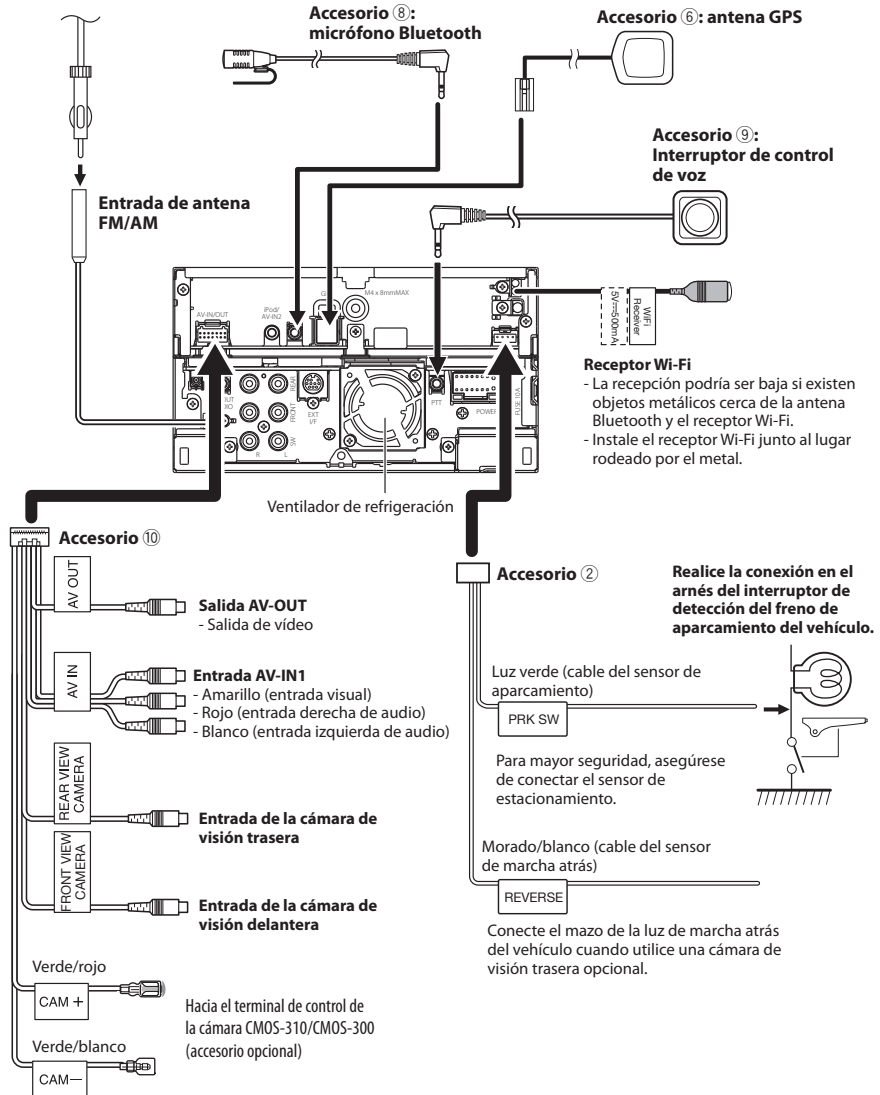 Accesorio ⑧:
micrófono Bluetooth
Accesorio ⑥: antena GPS
Accesorio ⑨:
Interruptor de control
de voz
Entrada de antena
FM/AM
AV-IN/OUT
iPod/
AV-IN2
M4 x 8mmMAX
5V⎓500mA
WiFi
Receiver
REAR
FRONT
SW
R
L
EXT
I/F
PTT
POWER
FUSE 10A
Receptor Wi-Fi
- La recepción podría ser baja si existen
objetos metálicos cerca de la antena
Bluetooth y el receptor Wi-Fi.
- Instale el receptor Wi-Fi junto al lugar
rodeado por el metal.
Ventilador de refrigeración
Accesorio ⑩
AV OUT
Salida AV-OUT
- Salida de vídeo
AV IN
Entrada AV-IN1
- Amarillo (entrada visual)
- Rojo (entrada derecha de audio)
- Blanco (entrada izquierda de audio)
REAR VIEW
CAMERA
Entrada de la cámara de
visión trasera
FRONT VIEW
CAMERA
Entrada de la cámara de
visión delantera
Verde/rojo
CAM +
Verde/blanco
CAM−
Hacia el terminal de control de
la cámara CMOS-310/CMOS-300
(accesorio opcional)
Accesorio ②
Realice la conexión en el
arnés del interruptor de
detección del freno de
aparcamiento del vehículo.
Luz verde (cable del sensor de
aparcamiento)
PRK SW
Para mayor seguridad, asegúrese
de conectar el sensor de
estacionamiento.
Morado/blanco (cable del sensor
de marcha atrás)
REVERSE
Conecte el mazo de la luz de marcha atrás
del vehículo cuando utilice una cámara de
visión trasera opcional.